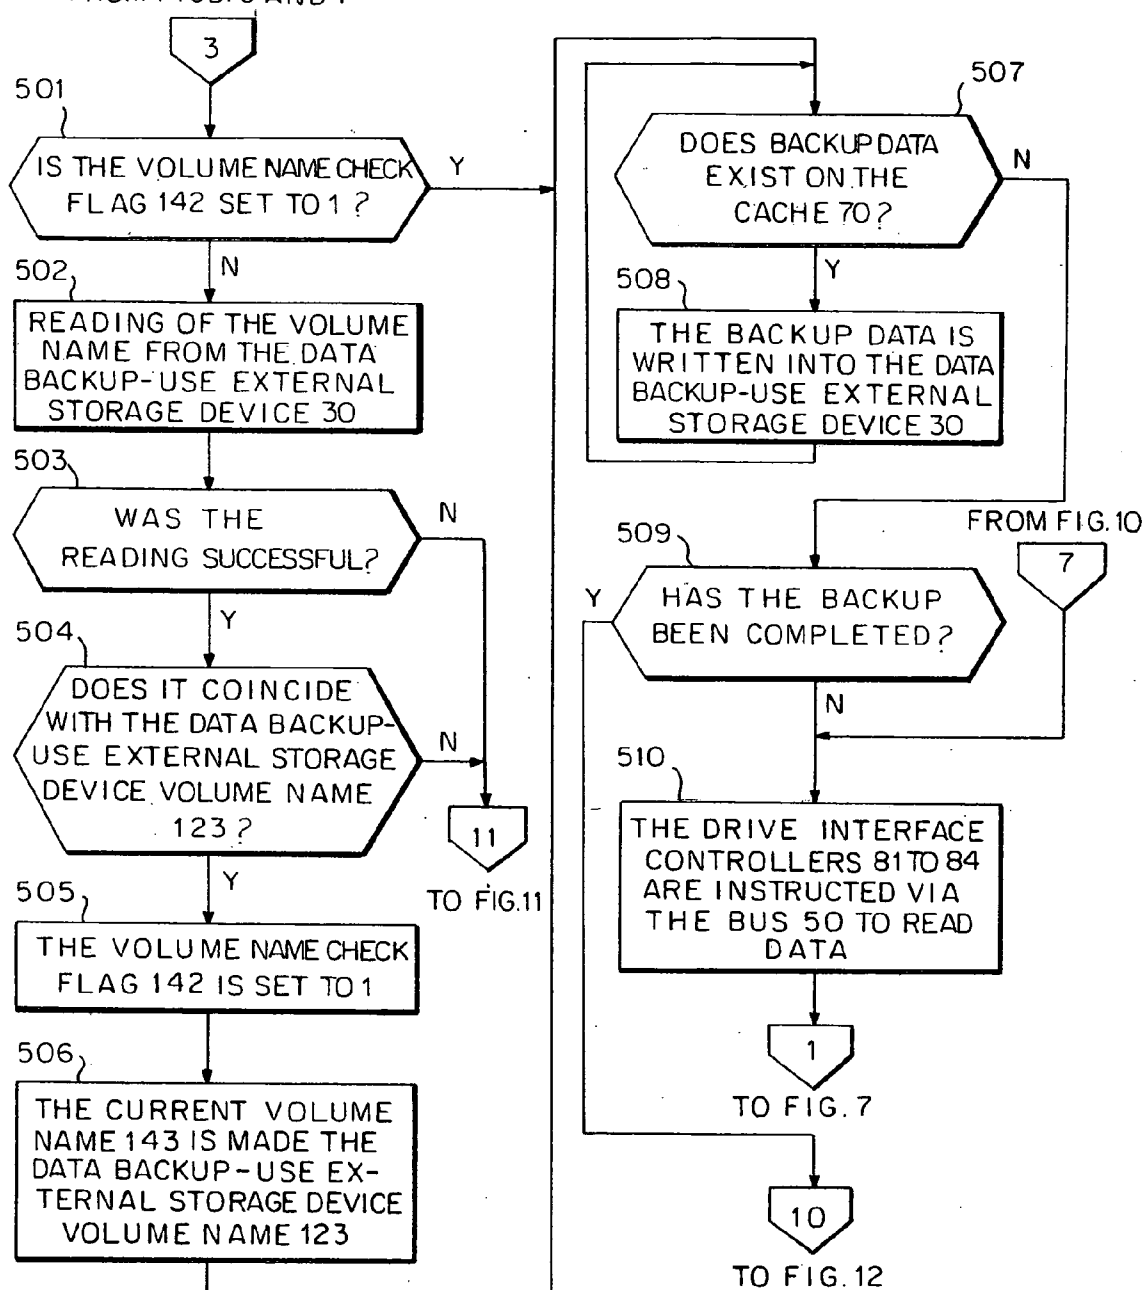 3
501
IS THE VOLUME NAME CHECK
FLAG 142 SET TO 1?
Y
N
502
READING OF THE VOLUME
NAME FROM THE DATA
BACKUP-USE EXTERNAL
STORAGE DEVICE 30
503
WAS THE
READING SUCCESSFUL?
N
Y
504
DOES IT COINCIDE
WITH THE DATA BACKUP-
USE EXTERNAL STORAGE
DEVICE VOLUME NAME
123?
N
11
TO FIG.11
Y
505
THE VOLUME NAME CHECK
FLAG 142 IS SET TO 1
506
THE CURRENT VOLUME
NAME 143 IS MADE THE
DATA BACKUP-USE EX-
TERNAL STORAGE DEVICE
VOLUME NAME 123
507
DOES BACKUP DATA
EXIST ON THE
CACHE 70?
N
Y
508
THE BACKUP DATA IS
WRITTEN INTO THE DATA
BACKUP-USE EXTERNAL
STORAGE DEVICE 30
FROM FIG.10
7
509
HAS THE BACKUP
BEEN COMPLETED?
Y
N
510
THE DRIVE INTERFACE
CONTROLLERS 81 TO 84
ARE INSTRUCTED VIA
THE BUS 50 TO READ
DATA
1
TO FIG. 7
10
TO FIG. 12